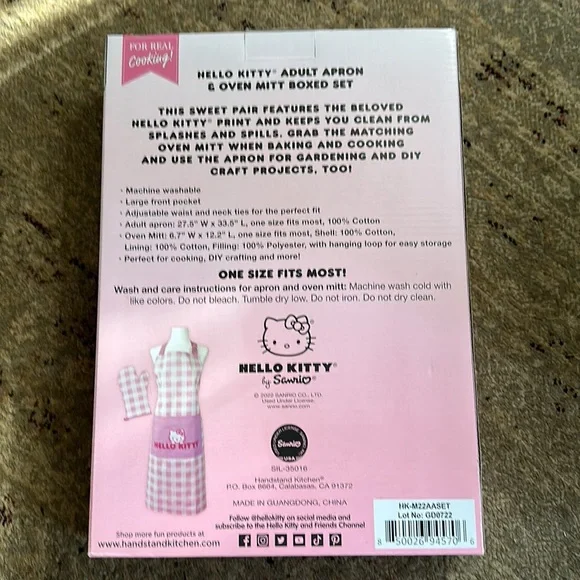 FOR REAL
Cooking!
HELLO KITTY® ADULT APRON
& OVEN MITT BOXED SET
THIS SWEET PAIR FEATURES THE BELOVED
HELLO KITTY® PRINT AND KEEPS YOU CLEAN FROM
SPLASHES AND SPILLS. GRAB THE MATCHING
OVEN MITT WHEN BAKING AND COOKING
AND USE THE APRON FOR GARDENING AND DIY
CRAFT PROJECTS, TOO!
• Machine washable
• Large front pocket
• Adjustable waist and neck ties for the perfect fit
• Adult apron: 27.5" W x 33.5" L, one size fits most, 100% Cotton
• Oven Mitt: 6.7" W x 12.2" L, one size fits most, Shell: 100% Cotton,
Lining: 100% Cotton, Filling: 100% Polyester, with hanging loop for easy storage
• Perfect for cooking, DIY crafting and more!
ONE SIZE FITS MOST!
Wash and care instructions for apron and oven mitt: Machine wash cold with
like colors. Do not bleach. Tumble dry low. Do not iron. Do not dry clean.
HELLO KITTY®
by Sanrio®
© 2022 SANRIO CO., LTD.
Used Under License.
www.sanrio.com
HELLO KITTY
Sanrio
USA
SIL-35016
Handstand Kitchen®
P.O. Box 8664, Calabasas, CA 91372
MADE IN GUANGDONG, CHINA
Follow @hellokitty on social media and
subscribe to the Hello Kitty and Friends Channel
Shop more fun products at
www.handstandkitchen.com
HK-M22AASET
Lot No: GD0722
8 50026 94570 6